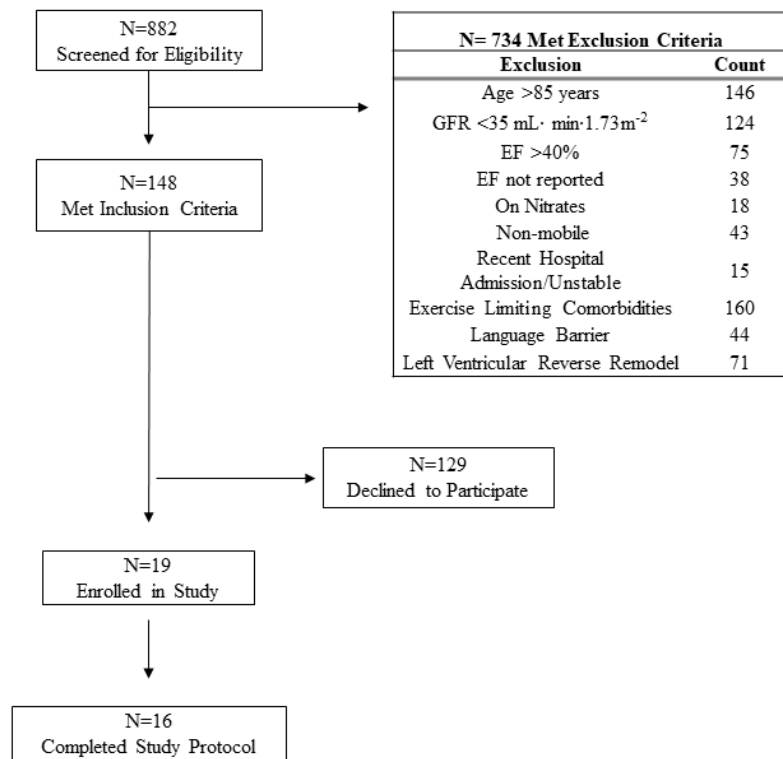 N=882
Screened for Eligibility
N= 734 Met Exclusion Criteria
Exclusion Count
Age >85 years 146
GFR <35 mL· min·1.73m⁻² 124
EF >40% 75
EF not reported 38
On Nitrates 18
Non-mobile 43
Recent Hospital
Admission/Unstable 15
Exercise Limiting Comorbidities 160
Language Barrier 44
Left Ventricular Reverse Remodel 71
N=148
Met Inclusion Criteria
N=129
Declined to Participate
N=19
Enrolled in Study
N=16
Completed Study Protocol